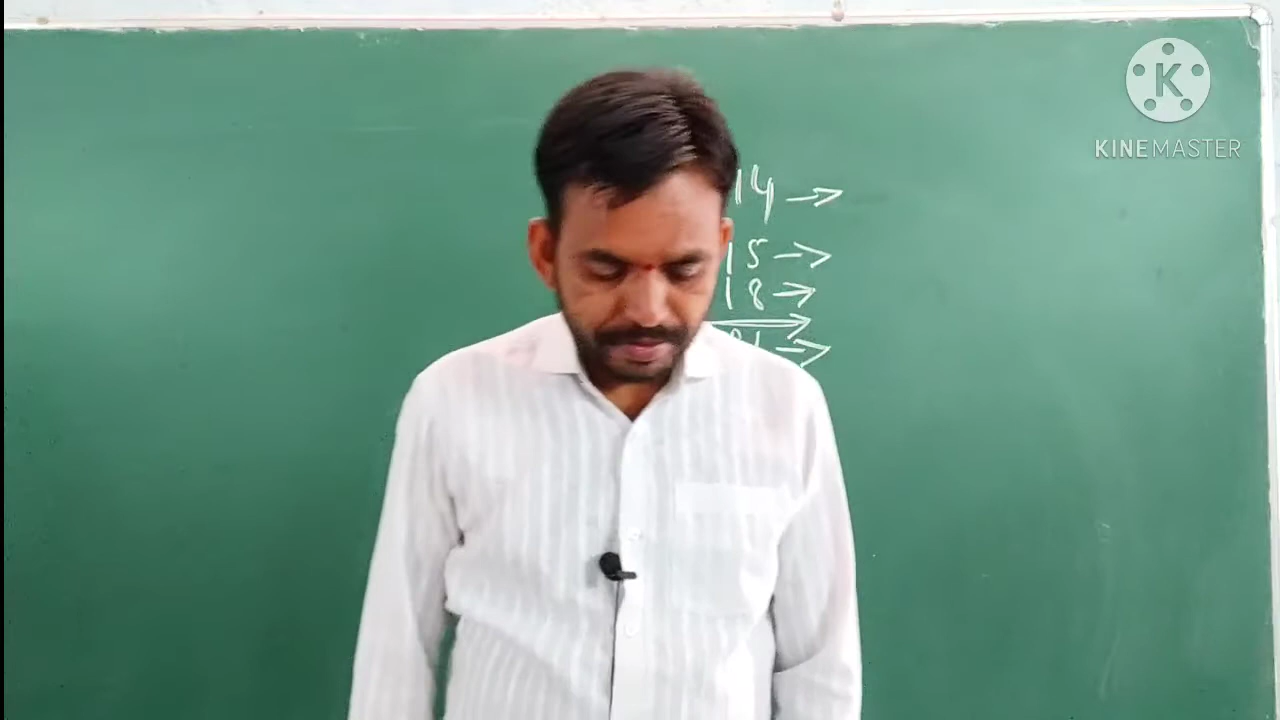 K
KINEMASTER
14 →
15 →
18 →